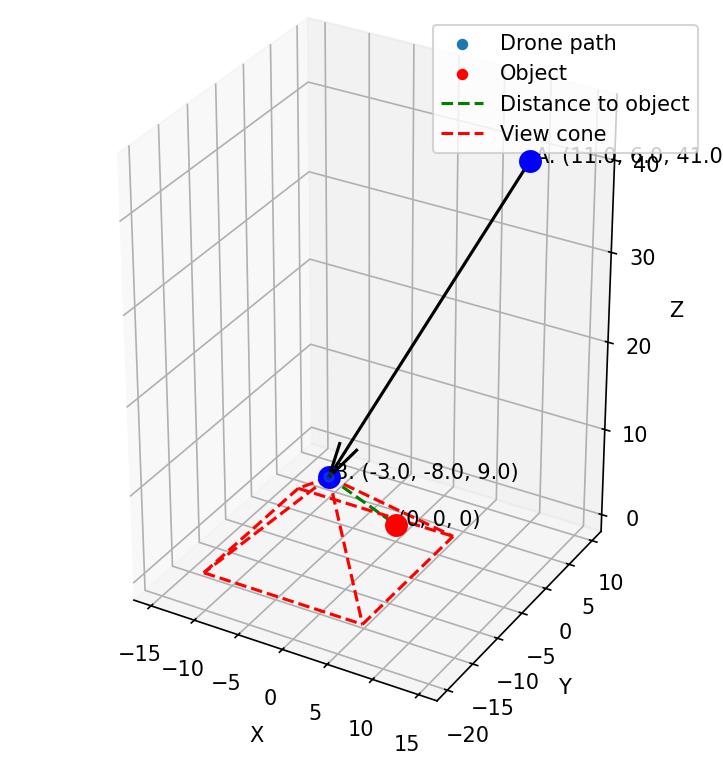 Drone path
Object
Distance to object
View cone
A. (11.0, 6.0, 41.0
B. (-3.0, -8.0, 9.0)
(0, 0, 0)
40
30
20
10
0
Z
10
5
0
−5
−10
−15
−20
Y
−15
−10
−5
0
5
10
15
X